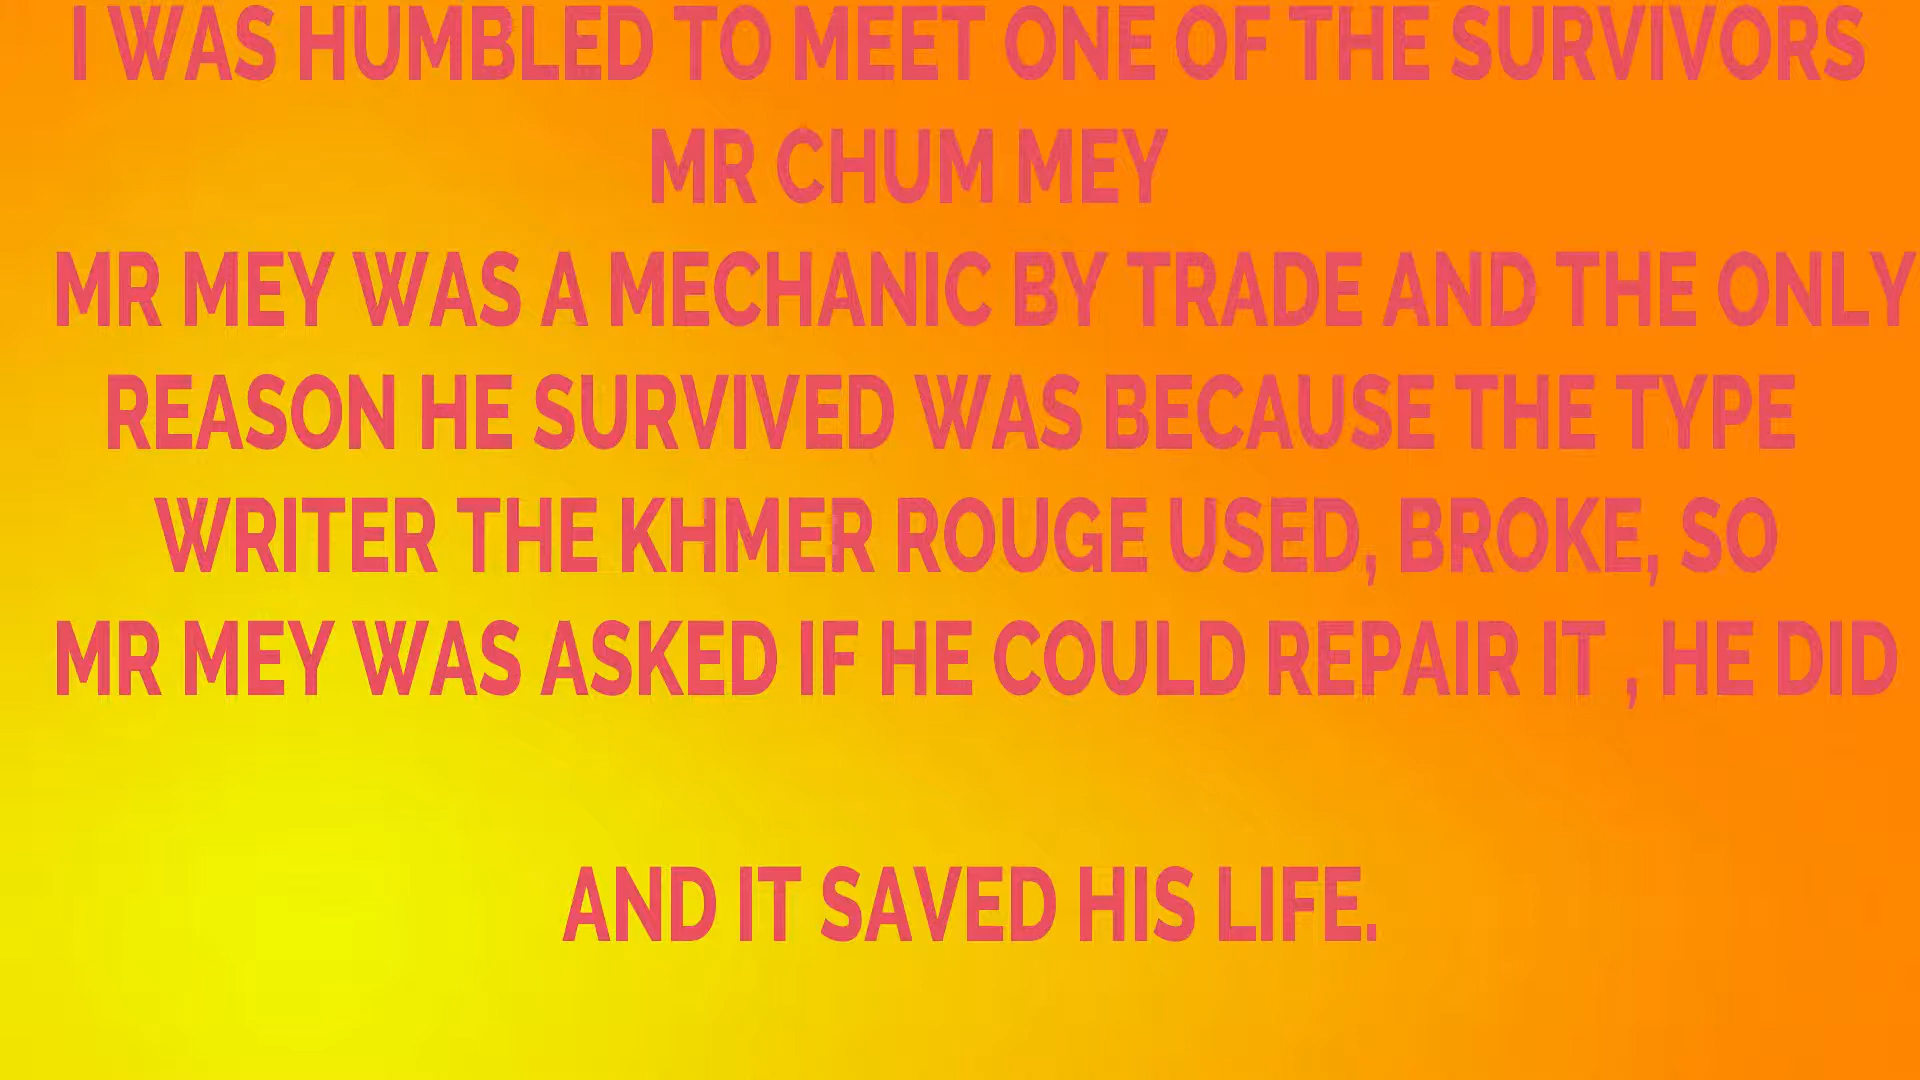 I WAS HUMBLED TO MEET ONE OF THE SURVIVORS
MR CHUM MEY
MR MEY WAS A MECHANIC BY TRADE AND THE ONLY
REASON HE SURVIVED WAS BECAUSE THE TYPE
WRITER THE KHMER ROUGE USED, BROKE, SO
MR MEY WAS ASKED IF HE COULD REPAIR IT , HE DID
AND IT SAVED HIS LIFE.